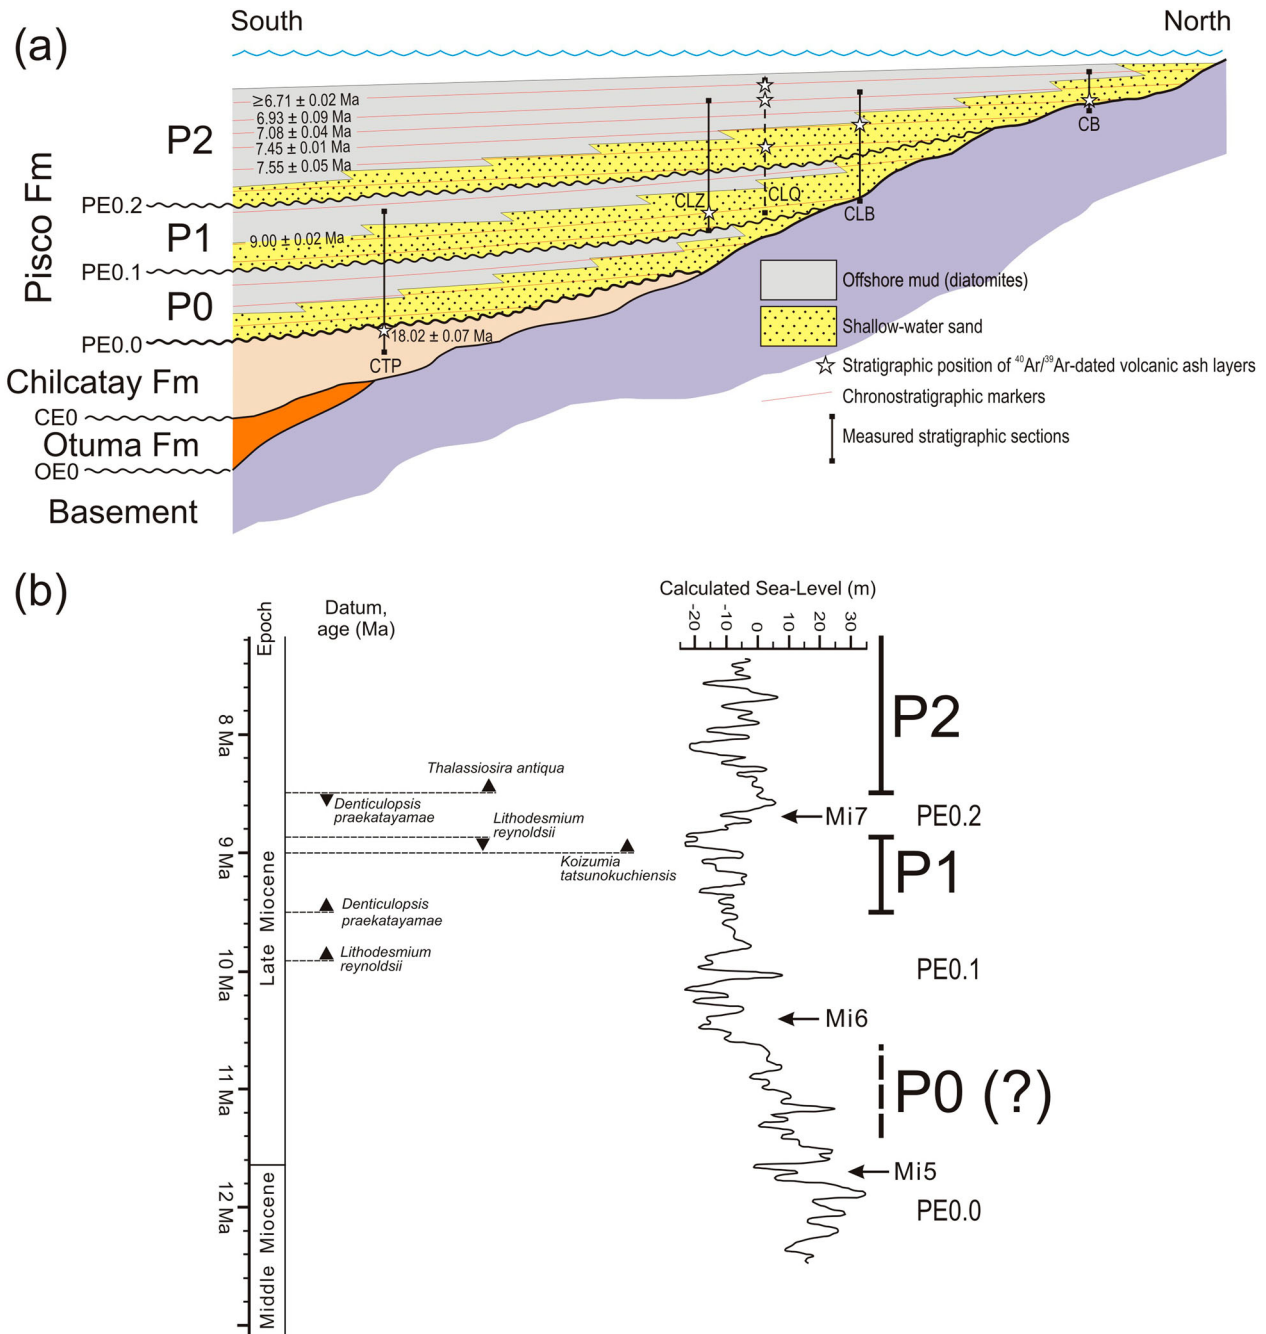 (a)
South
North
≥6.71 ± 0.02 Ma
6.93 ± 0.09 Ma
7.08 ± 0.04 Ma
7.45 ± 0.01 Ma
7.55 ± 0.05 Ma
P2
PE0.2
P1
9.00 ± 0.02 Ma
PE0.1
P0
PE0.0
Pisco Fm
18.02 ± 0.07 Ma
CTP
CLZ
CLQ
CLB
CB
Chilcatay Fm
CE0
Otuma Fm
OE0
Basement
Offshore mud (diatomites)
Shallow-water sand
Stratigraphic position of ⁴⁰Ar/³⁹Ar-dated volcanic ash layers
Chronostratigraphic markers
Measured stratigraphic sections
(b)
Epoch
Datum,
age (Ma)
Calculated Sea-Level (m)
-20 -10 0 10 20 30
8 Ma
9 Ma
10 Ma
11 Ma
12 Ma
Late Miocene
Middle Miocene
Thalassiosira antiqua
Denticulopsis
praekatayamae
Lithodesmium
reynoldsii
Koizumia
tatsunokuchiensis
Denticulopsis
praekatayamae
Lithodesmium
reynoldsii
P2
Mi7
PE0.2
P1
PE0.1
Mi6
P0 (?)
Mi5
PE0.0